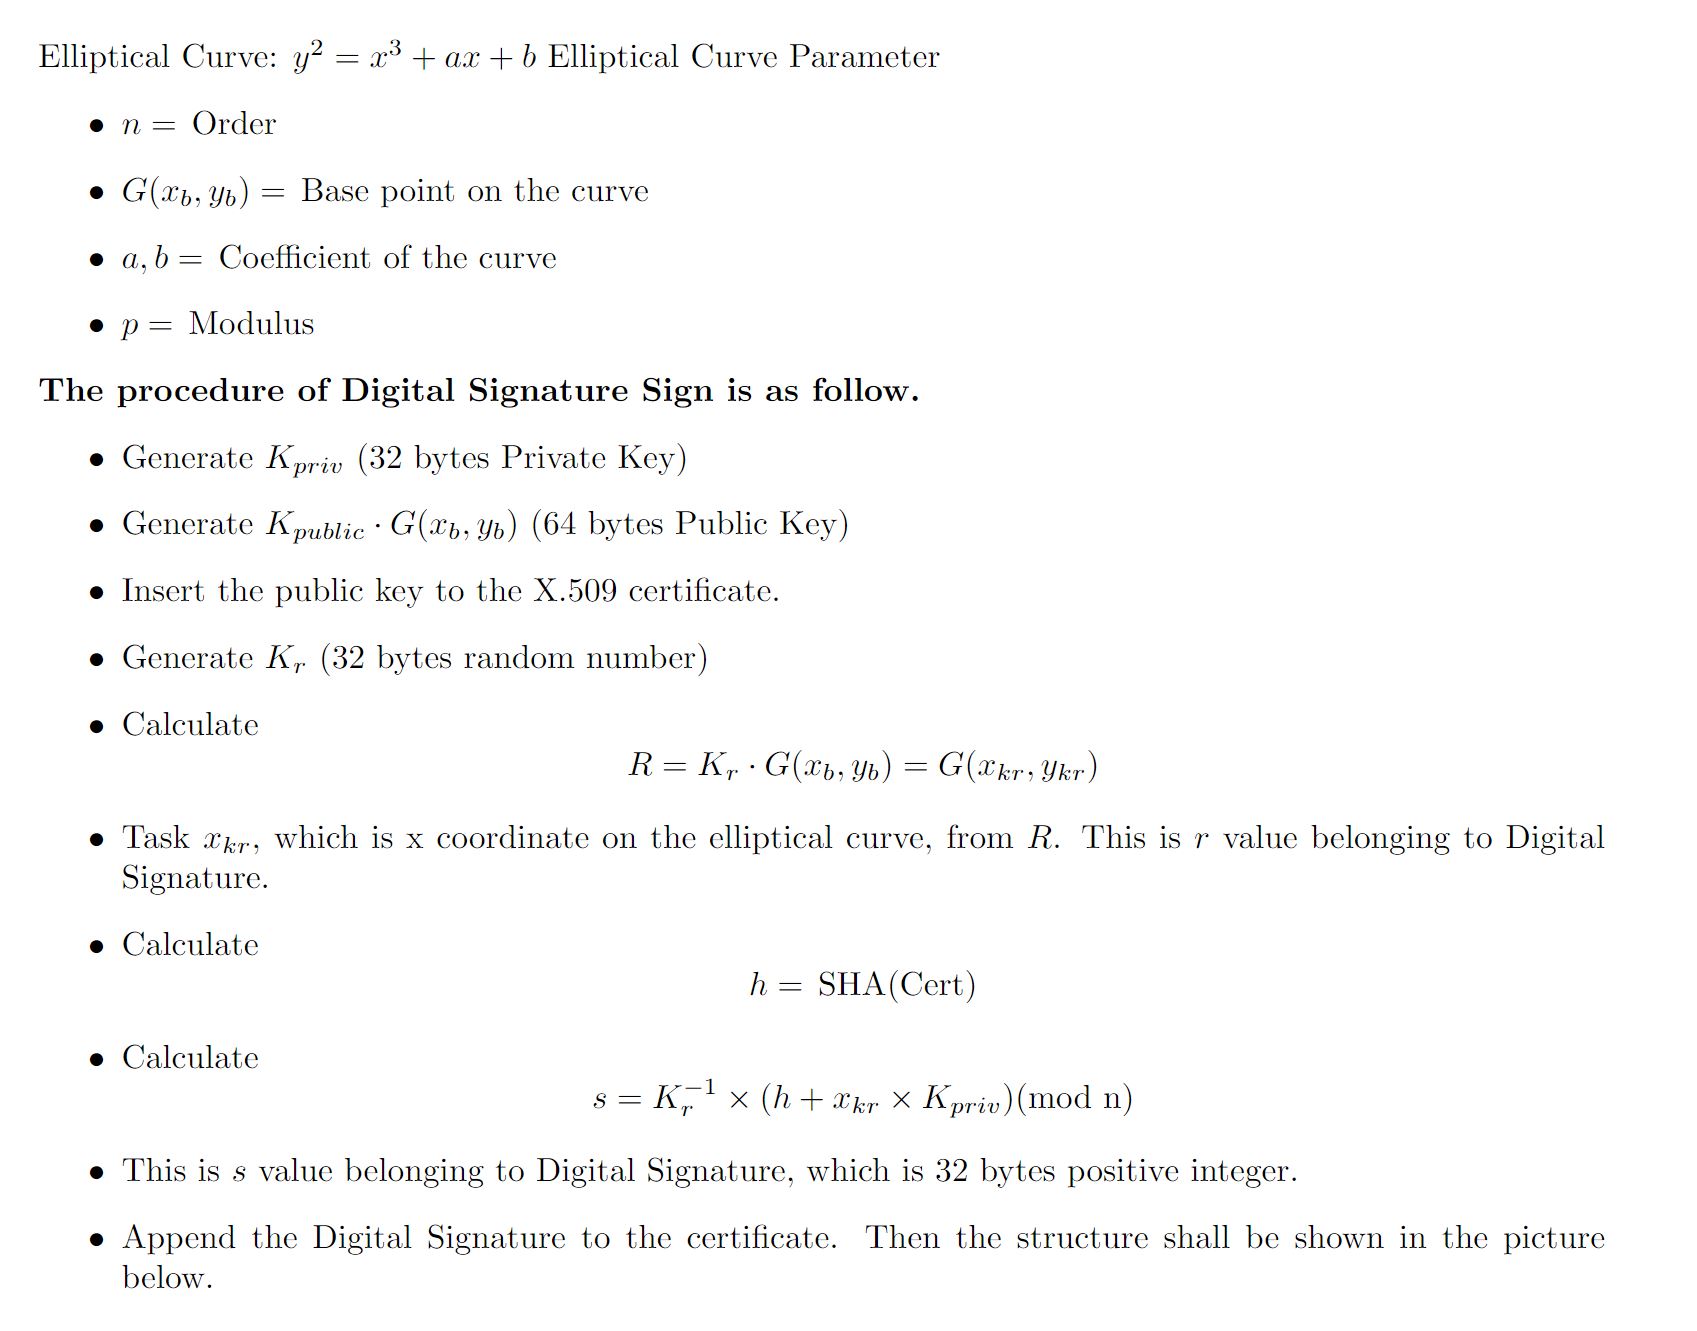 Elliptical Curve: $y^2 = x^3 + ax + b$ Elliptical Curve Parameter
• $n =$ Order
• $G(x_b, y_b) =$ Base point on the curve
• $a, b =$ Coefficient of the curve
• $p =$ Modulus
The procedure of Digital Signature Sign is as follow.
• Generate $K_{priv}$ (32 bytes Private Key)
• Generate $K_{public} \cdot G(x_b, y_b)$ (64 bytes Public Key)
• Insert the public key to the X.509 certificate.
• Generate $K_r$ (32 bytes random number)
• Calculate
$R = K_r \cdot G(x_b, y_b) = G(x_{kr}, y_{kr})$
• Task $x_{kr}$, which is x coordinate on the elliptical curve, from $R$. This is $r$ value belonging to Digital
Signature.
• Calculate
$h = $ SHA(Cert)
• Calculate
$s = K_r^{-1} \times (h + x_{kr} \times K_{priv})$(mod n)
• This is $s$ value belonging to Digital Signature, which is 32 bytes positive integer.
• Append the Digital Signature to the certificate. Then the structure shall be shown in the picture
below.